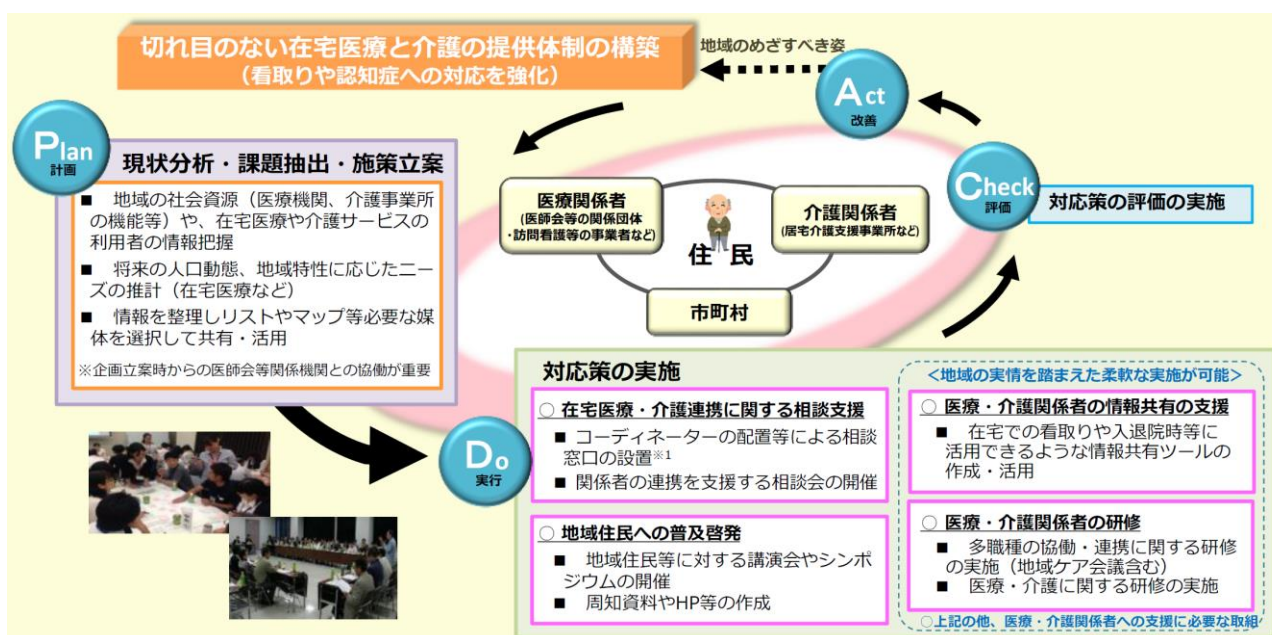 切れ目のない在宅医療と介護の提供体制の構築
（看取りや認知症への対応を強化）
地域のめざすべき姿
Act
改善
Plan
計画
現状分析・課題抽出・施策立案
■ 地域の社会資源（医療機関、介護事業所
の機能等）や、在宅医療や介護サービスの
利用者の情報把握
■ 将来の人口動態、地域特性に応じたニー
ズの推計（在宅医療など）
■ 情報を整理しリストやマップ等必要な媒
体を選択して共有・活用
※企画立案時からの医師会等関係機関との協働が重要
医療関係者
（医師会等の関係団体
・訪問看護等の事業者など）
介護関係者
（居宅介護支援事業所など）
住 民
市町村
Check
評価
対応策の評価の実施
Do
実行
対応策の実施
○ 在宅医療・介護連携に関する相談支援
■ コーディネーターの配置等による相談
窓口の設置※1
■ 関係者の連携を支援する相談会の開催
○ 地域住民への普及啓発
■ 地域住民等に対する講演会やシンポ
ジウムの開催
■ 周知資料やHP等の作成
＜地域の実情を踏まえた柔軟な実施が可能＞
○ 医療・介護関係者の情報共有の支援
■ 在宅での看取りや入退院時等に
活用できるような情報共有ツールの
作成・活用
○ 医療・介護関係者の研修
■ 多職種の協働・連携に関する研修
の実施（地域ケア会議含む）
■ 医療・介護に関する研修の実施
○上記の他、医療・介護関係者への支援に必要な取組